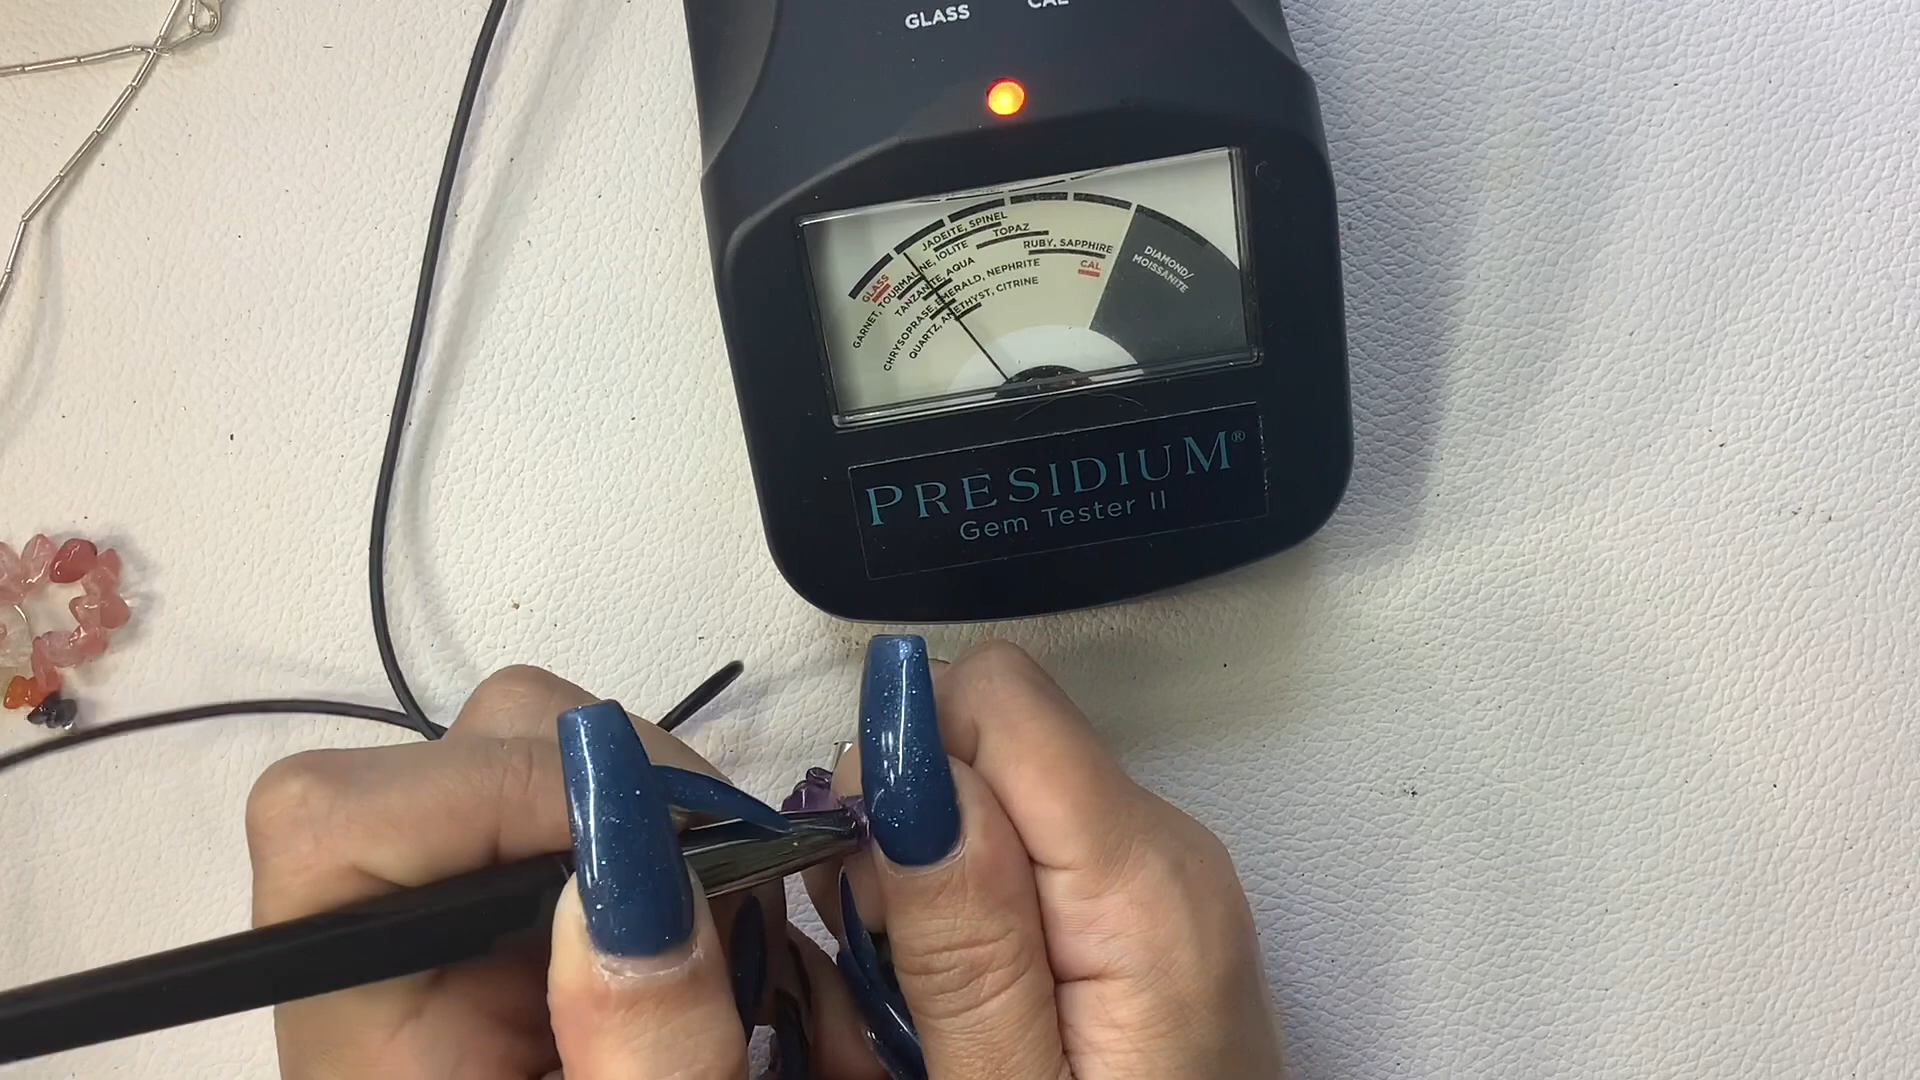 GLASS CAL
JADEITE, SPINEL
TOPAZ
GLASS
GARNET, TOURMALINE, IOLITE
RUBY, SAPPHIRE
TANZANITE, AQUA
CAL
CHRYSOPRASE, EMERALD, NEPHRITE
QUARTZ, AMETHYST, CITRINE
DIAMOND/
MOISSANITE
PRESIDIUM®
Gem Tester II